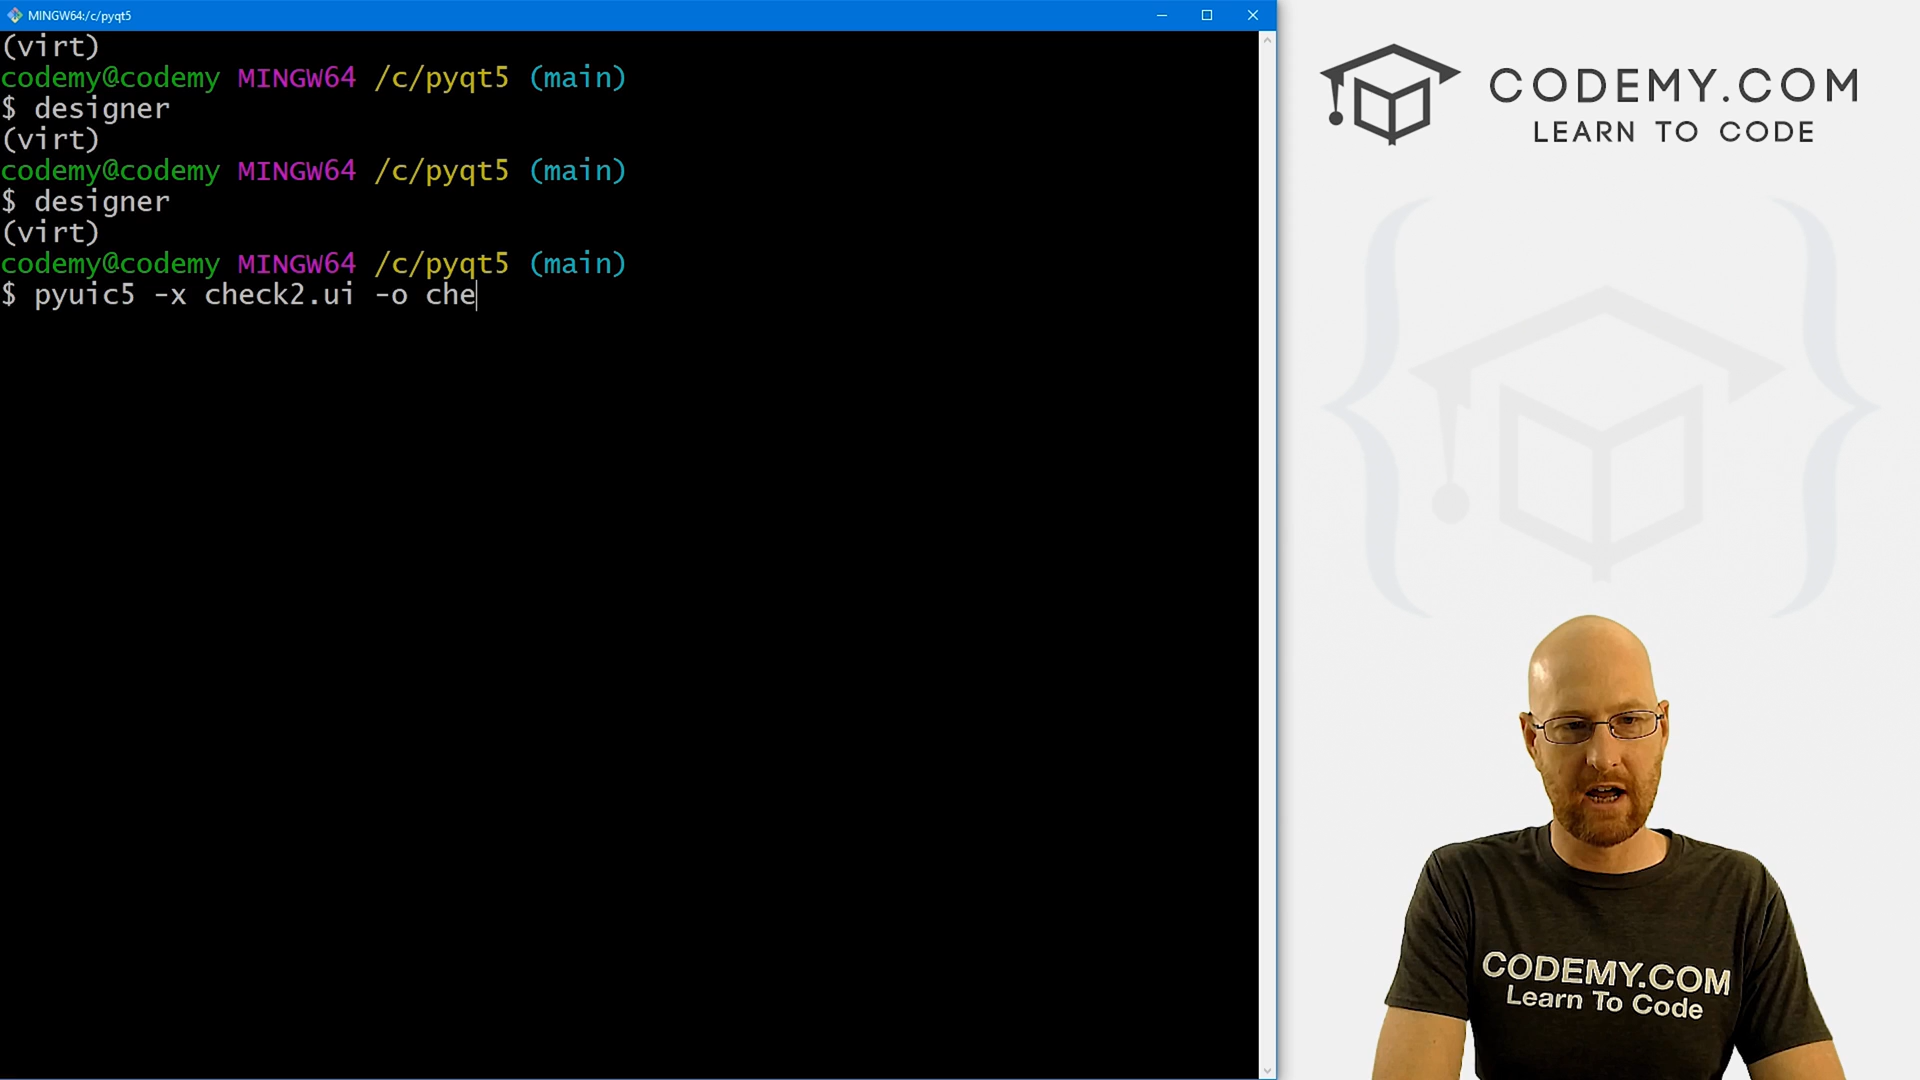 MINGW64:/c/pyqt5
(virt)
codemy@codemy MINGW64 /c/pyqt5 (main)
$ designer
(virt)
codemy@codemy MINGW64 /c/pyqt5 (main)
$ designer
(virt)
codemy@codemy MINGW64 /c/pyqt5 (main)
$ pyuic5 -x check2.ui -o che
CODEMY.COM
LEARN TO CODE
CODEMY.COM
Learn To Code